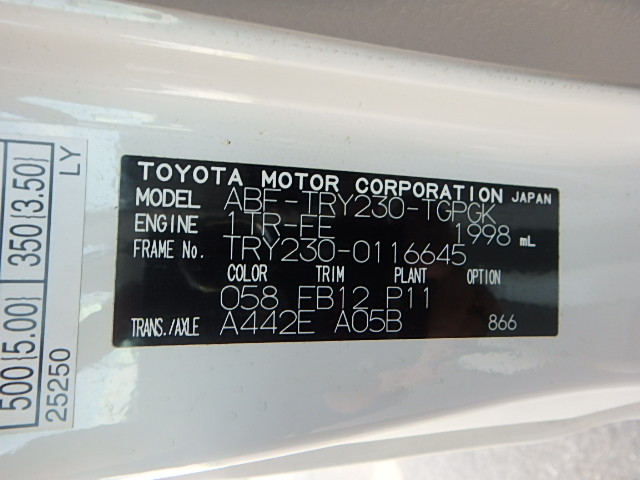 TOYOTA MOTOR CORPORATION JAPAN
MODEL ABF-TRY230-TGPGK
ENGINE 1TR-FE 1998 mL
FRAME No. TRY230-0116645
COLOR TRIM PLANT OPTION
058 FB12 P11
TRANS./AXLE A442E A05B 866
500(5.00) 350(3.50)
25250 LY